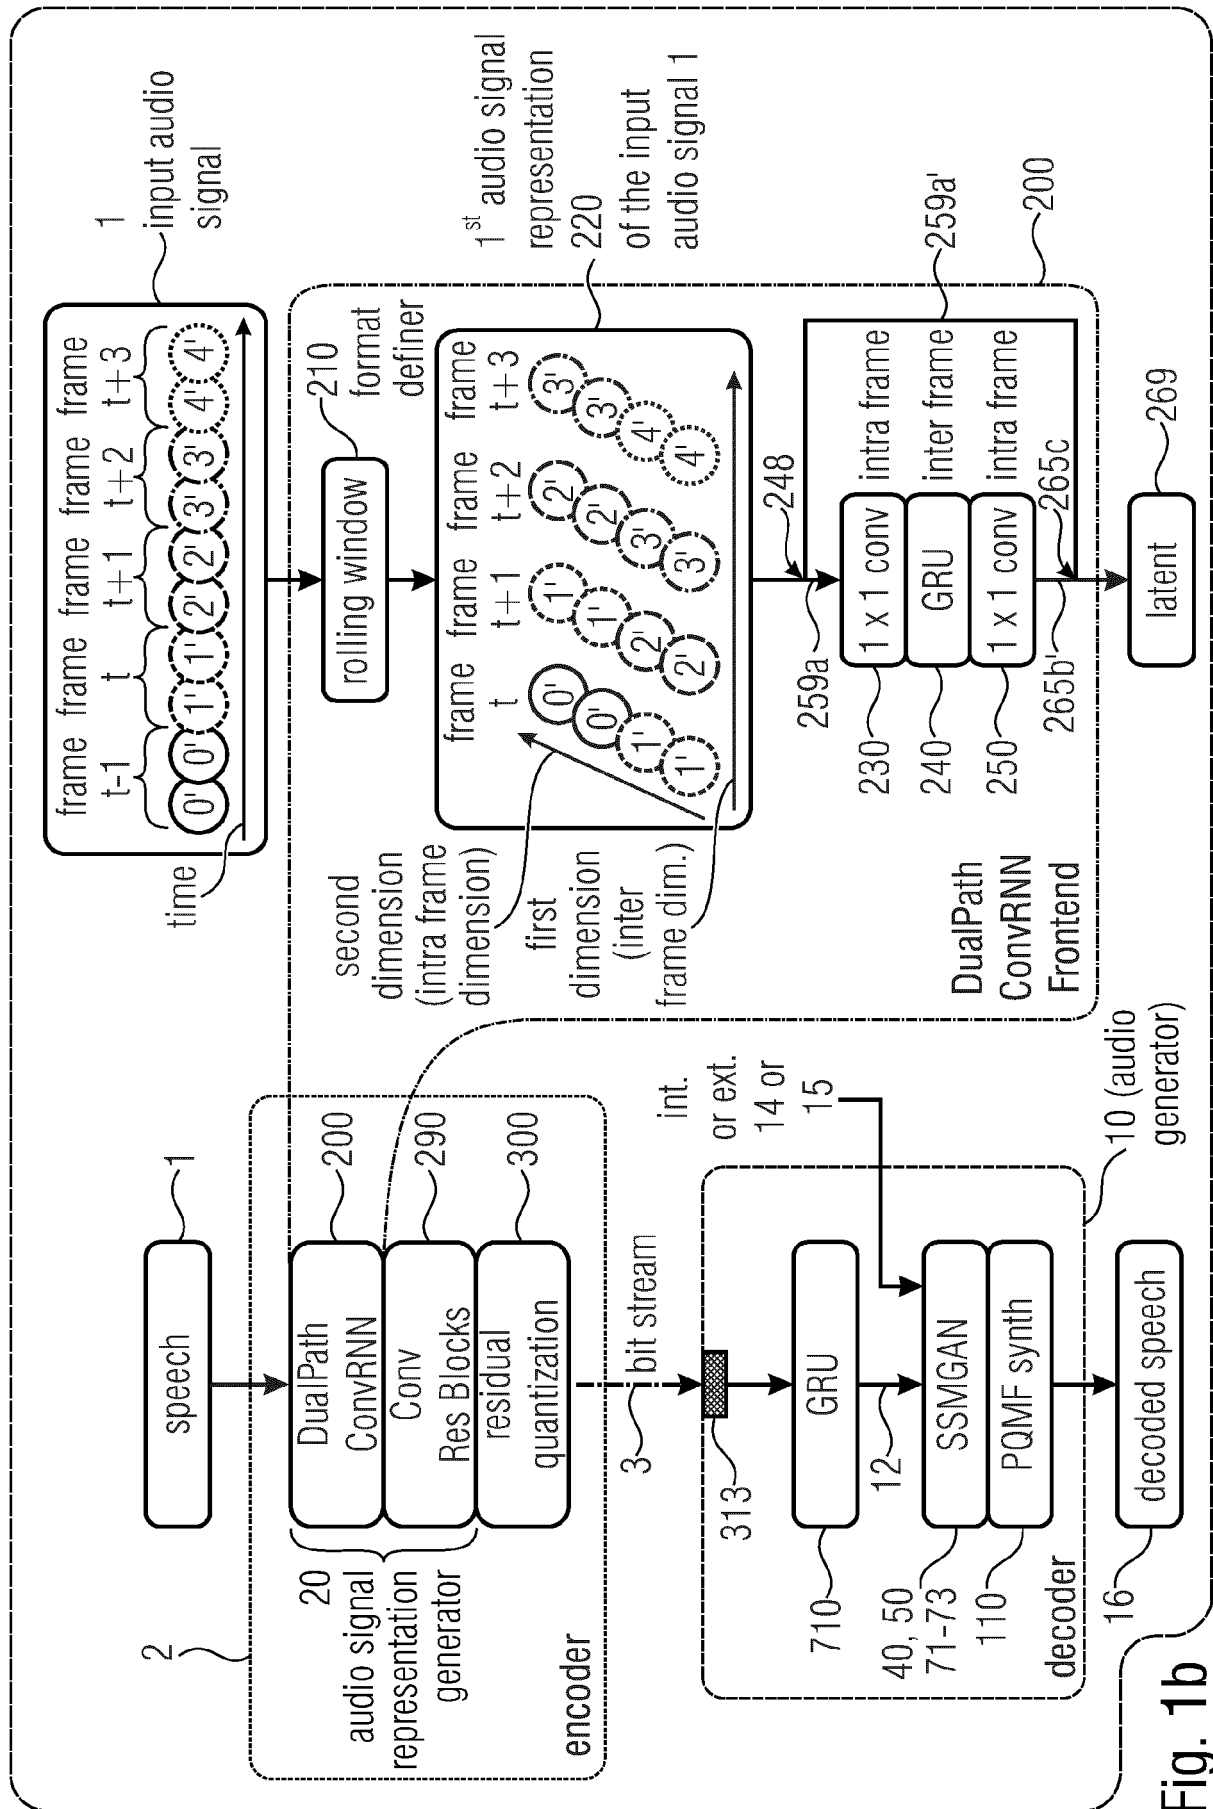 1
speech
2
20
audio signal
representation
generator
DualPath
ConvRNN
200
Conv
Res Blocks
290
residual
quantization
300
encoder
3
bit stream
313
GRU
710
12
int.
or ext.
14 or
15
SSMGAN
40, 50
71-73
PQMF synth
110
decoder
10 (audio
generator)
decoded speech
16
frame
t-1
frame
t
frame
t+1
frame
t+2
frame
t+3
0'
0'
1'
1'
2'
2'
3'
3'
4'
4'
time
1
input audio
signal
rolling window
210
format
definer
frame
t
frame
t+1
frame
t+2
frame
t+3
0'
0'
1'
1'
1'
1'
2'
2'
2'
2'
3'
3'
3'
3'
4'
4'
second
dimension
(intra frame
dimension)
first
dimension
(inter
frame dim.)
1st audio signal
representation
220
of the input
audio signal 1
248
259a
259a'
230
1 x 1 conv
intra frame
240
GRU
inter frame
250
1 x 1 conv
intra frame
265b'
265c
200
DualPath
ConvRNN
Frontend
latent
269
Fig. 1b